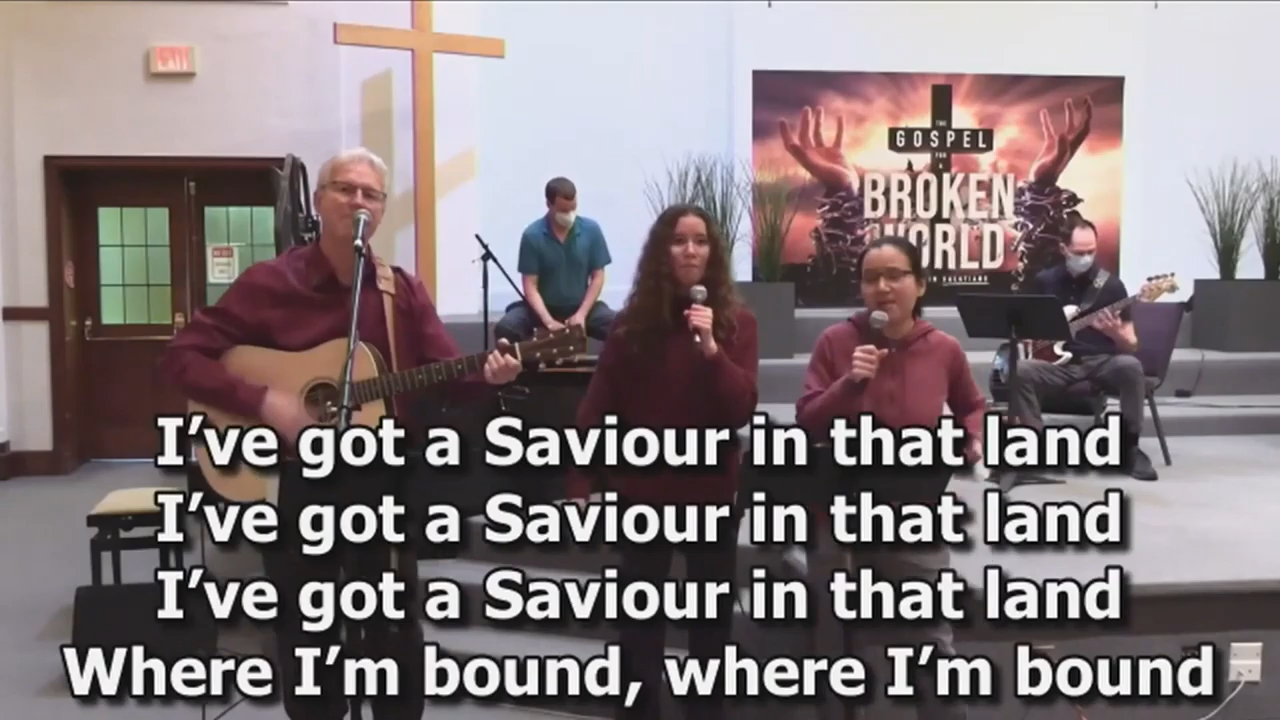 EXIT
THE
GOSPEL
FOR
A
BROKEN
WORLD
I’ve got a Saviour in that land
I’ve got a Saviour in that land
I’ve got a Saviour in that land
Where I’m bound, where I’m bound